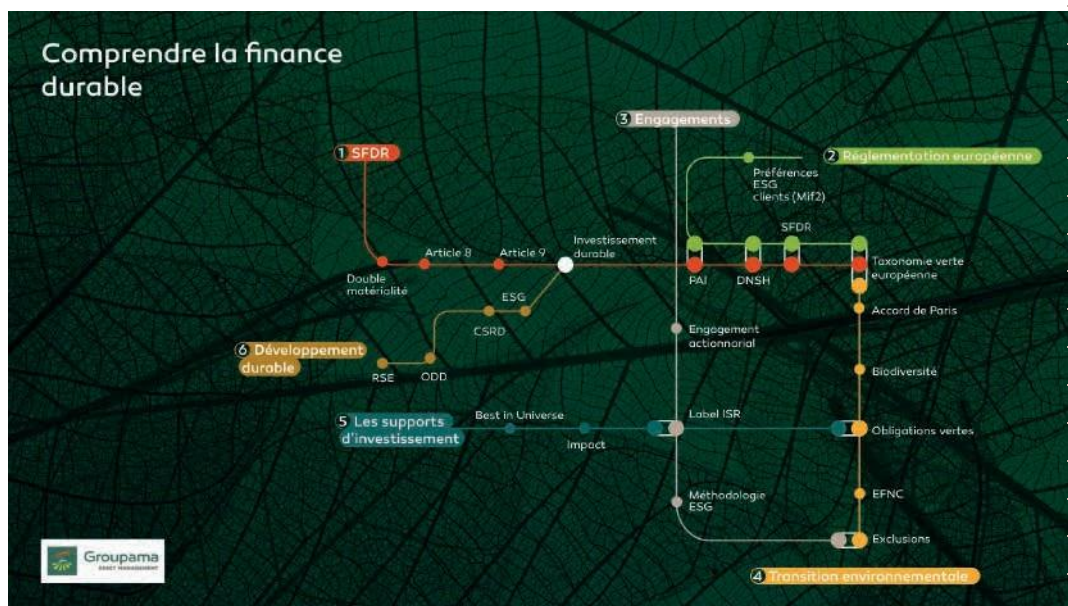 Comprendre la finance
durable
3 Engagements
1 SFDR
2 Réglementation européenne
Préférences
ESG
clients (Mif2)
SFDR
Investissement
durable
Article 8
Article 9
Double
matérialité
PAI
DNSH
Taxonomie verte
européenne
ESG
CSRD
Accord de Paris
Engagement
actionnarial
6 Développement
durable
RSE
ODD
Biodiversité
5 Les supports
d'investissement
Best in Universe
Impact
Label ISR
Obligations vertes
Méthodologie
ESG
EFNC
Exclusions
4 Transition environnementale
Groupama
ASSET MANAGEMENT